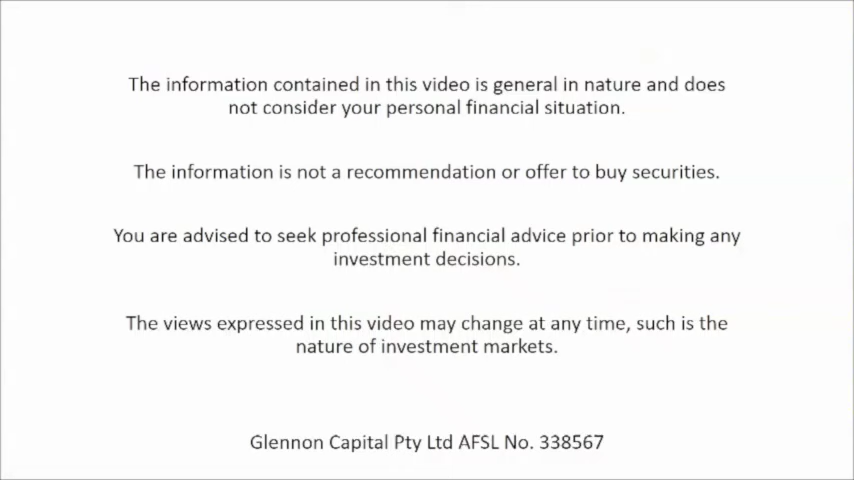 The information contained in this video is general in nature and does
not consider your personal financial situation.
The information is not a recommendation or offer to buy securities.
You are advised to seek professional financial advice prior to making any
investment decisions.
The views expressed in this video may change at any time, such is the
nature of investment markets.
Glennon Capital Pty Ltd AFSL No. 338567